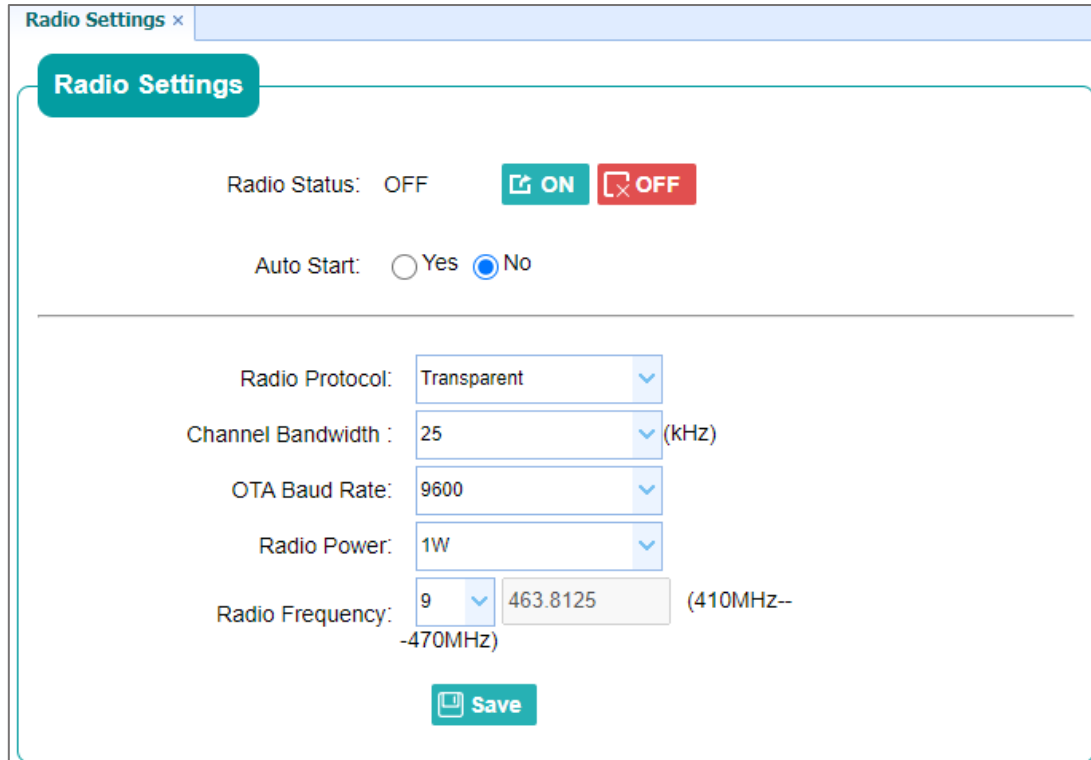 Radio Settings ×
Radio Settings
Radio Status: OFF ON OFF
Auto Start: Yes No
Radio Protocol: Transparent
Channel Bandwidth : 25 (kHz)
OTA Baud Rate: 9600
Radio Power: 1W
Radio Frequency: 9 463.8125 (410MHz--
-470MHz)
Save